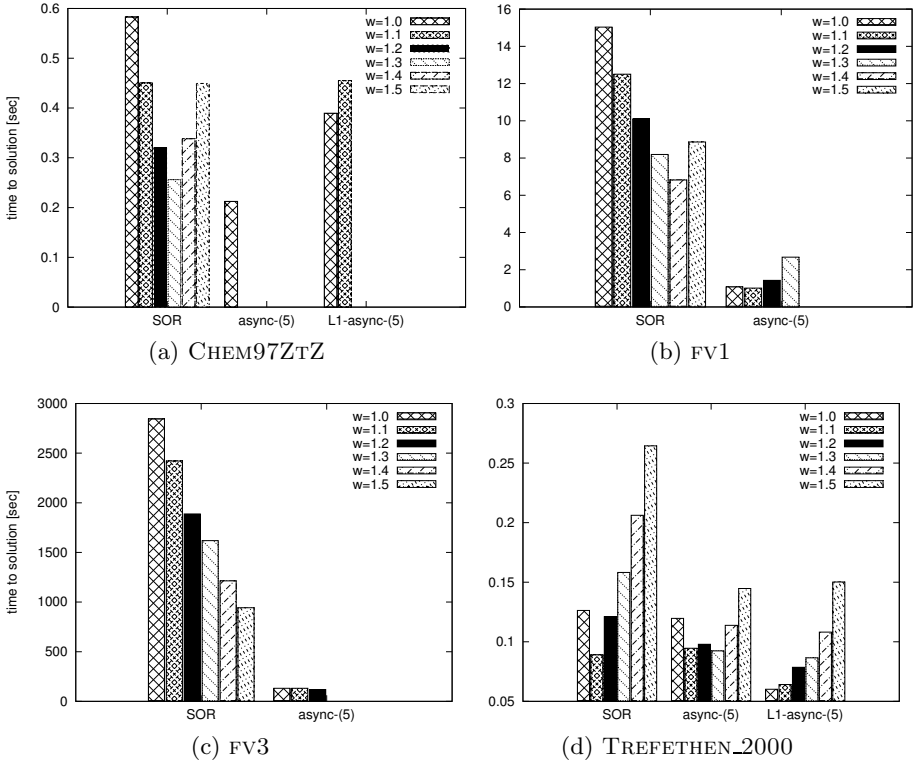 time to solution [sec]
0.6
0.5
0.4
0.3
0.2
0.1
0
w=1.0
w=1.1
w=1.2
w=1.3
w=1.4
w=1.5
SOR async-(5) L1-async-(5)
(a) CHEM97ZTZ
16
14
12
10
8
6
4
2
0
w=1.0
w=1.1
w=1.2
w=1.3
w=1.4
w=1.5
SOR async-(5)
(b) FV1
time to solution [sec]
3000
2500
2000
1500
1000
500
0
w=1.0
w=1.1
w=1.2
w=1.3
w=1.4
w=1.5
SOR async-(5)
(c) FV3
0.3
0.25
0.2
0.15
0.1
0.05
w=1.0
w=1.1
w=1.2
w=1.3
w=1.4
w=1.5
SOR async-(5) L1-async-(5)
(d) TREFETHEN_2000